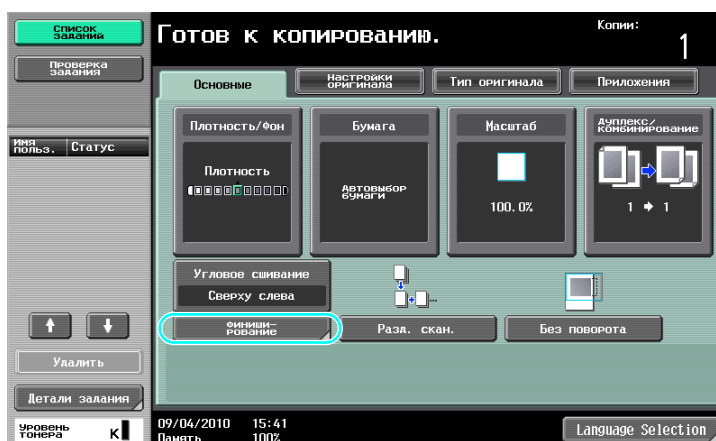 Список
заданий
Проверка
задания
Имя
польз.
Статус
Удалить
Детали задания
Уровень
тонера
K
Готов к копированию.
Копии:
1
Основные
Настройки
оригинала
Тип оригинала
Приложения
Плотность/Фон
Плотность
Бумага
Автовыбор
бумаги
Масштаб
100.0%
Дуплекс/
Комбинирование
1 → 1
Угловое сшивание
Сверху слева
Финиши-
рование
Разд. скан.
Без поворота
09/04/2010 15:41
Память 100%
Language Selection